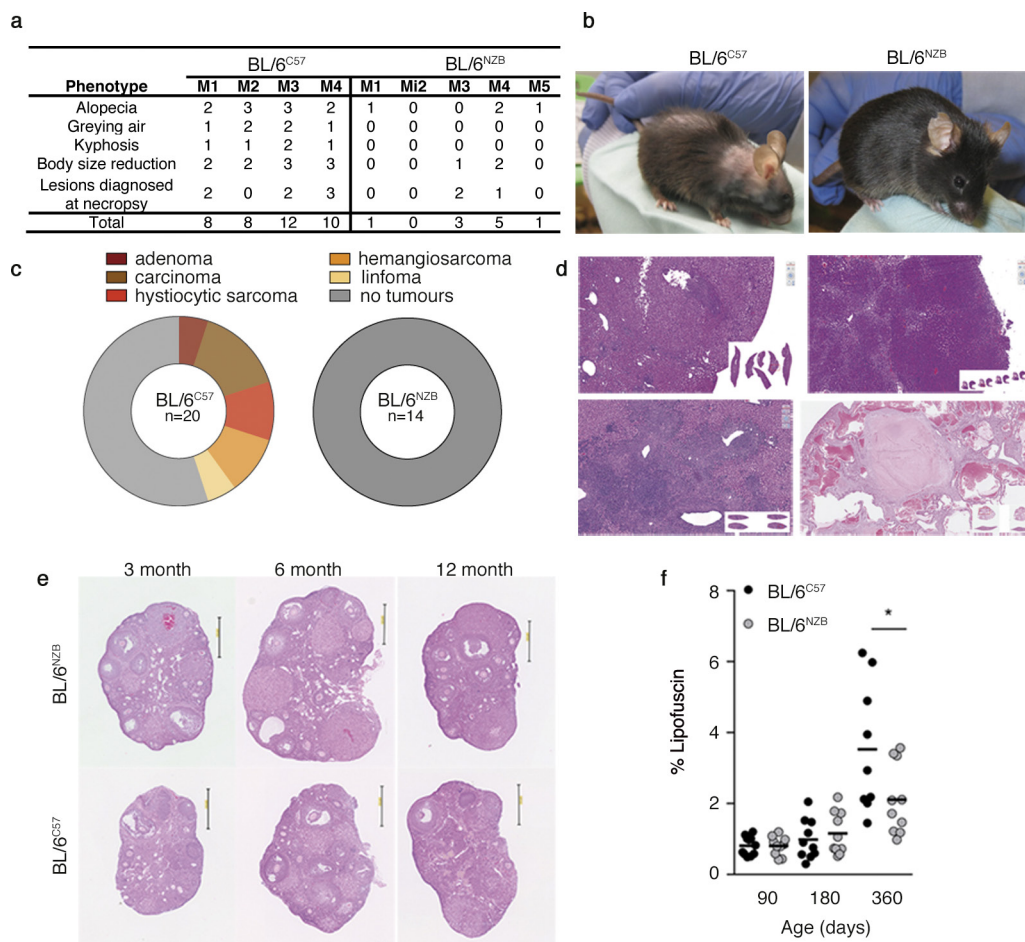 a
BL/6C57 BL/6NZB
Phenotype M1 M2 M3 M4 M1 Mi2 M3 M4 M5
Alopecia 2 3 3 2 1 0 0 2 1
Greying air 1 2 2 1 0 0 0 0 0
Kyphosis 1 1 2 1 0 0 0 0 0
Body size reduction 2 2 3 3 0 0 1 2 0
Lesions diagnosed
at necropsy 2 0 2 3 0 0 2 1 0
Total 8 8 12 10 1 0 3 5 1
b
BL/6C57 BL/6NZB
c
adenoma hemangiosarcoma
carcinoma linfoma
hystiocytic sarcoma no tumours
BL/6C57 BL/6NZB
n=20 n=14
d
e
3 month 6 month 12 month
BL/6NZB
BL/6C57
f
BL/6C57
BL/6NZB
*
% Lipofuscin
8
6
4
2
0
90 180 360
Age (days)